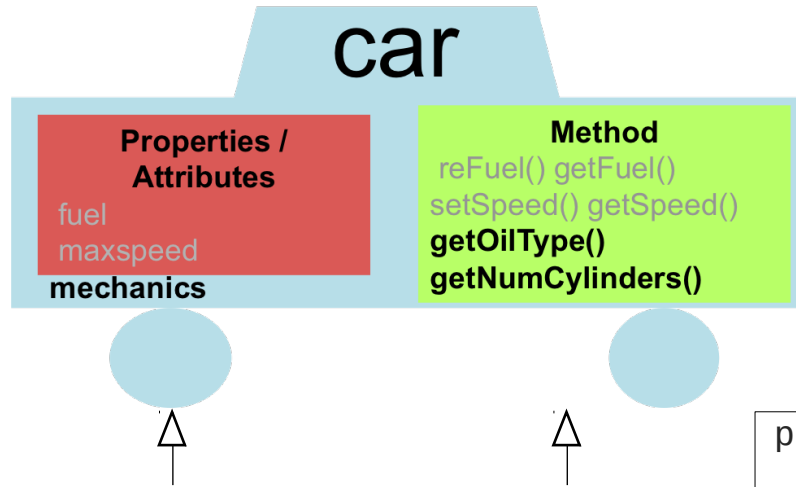 car
Properties /
Attributes
fuel
maxspeed
mechanics
Method
reFuel() getFuel()
setSpeed() getSpeed()
getOilType()
getNumCylinders()
p